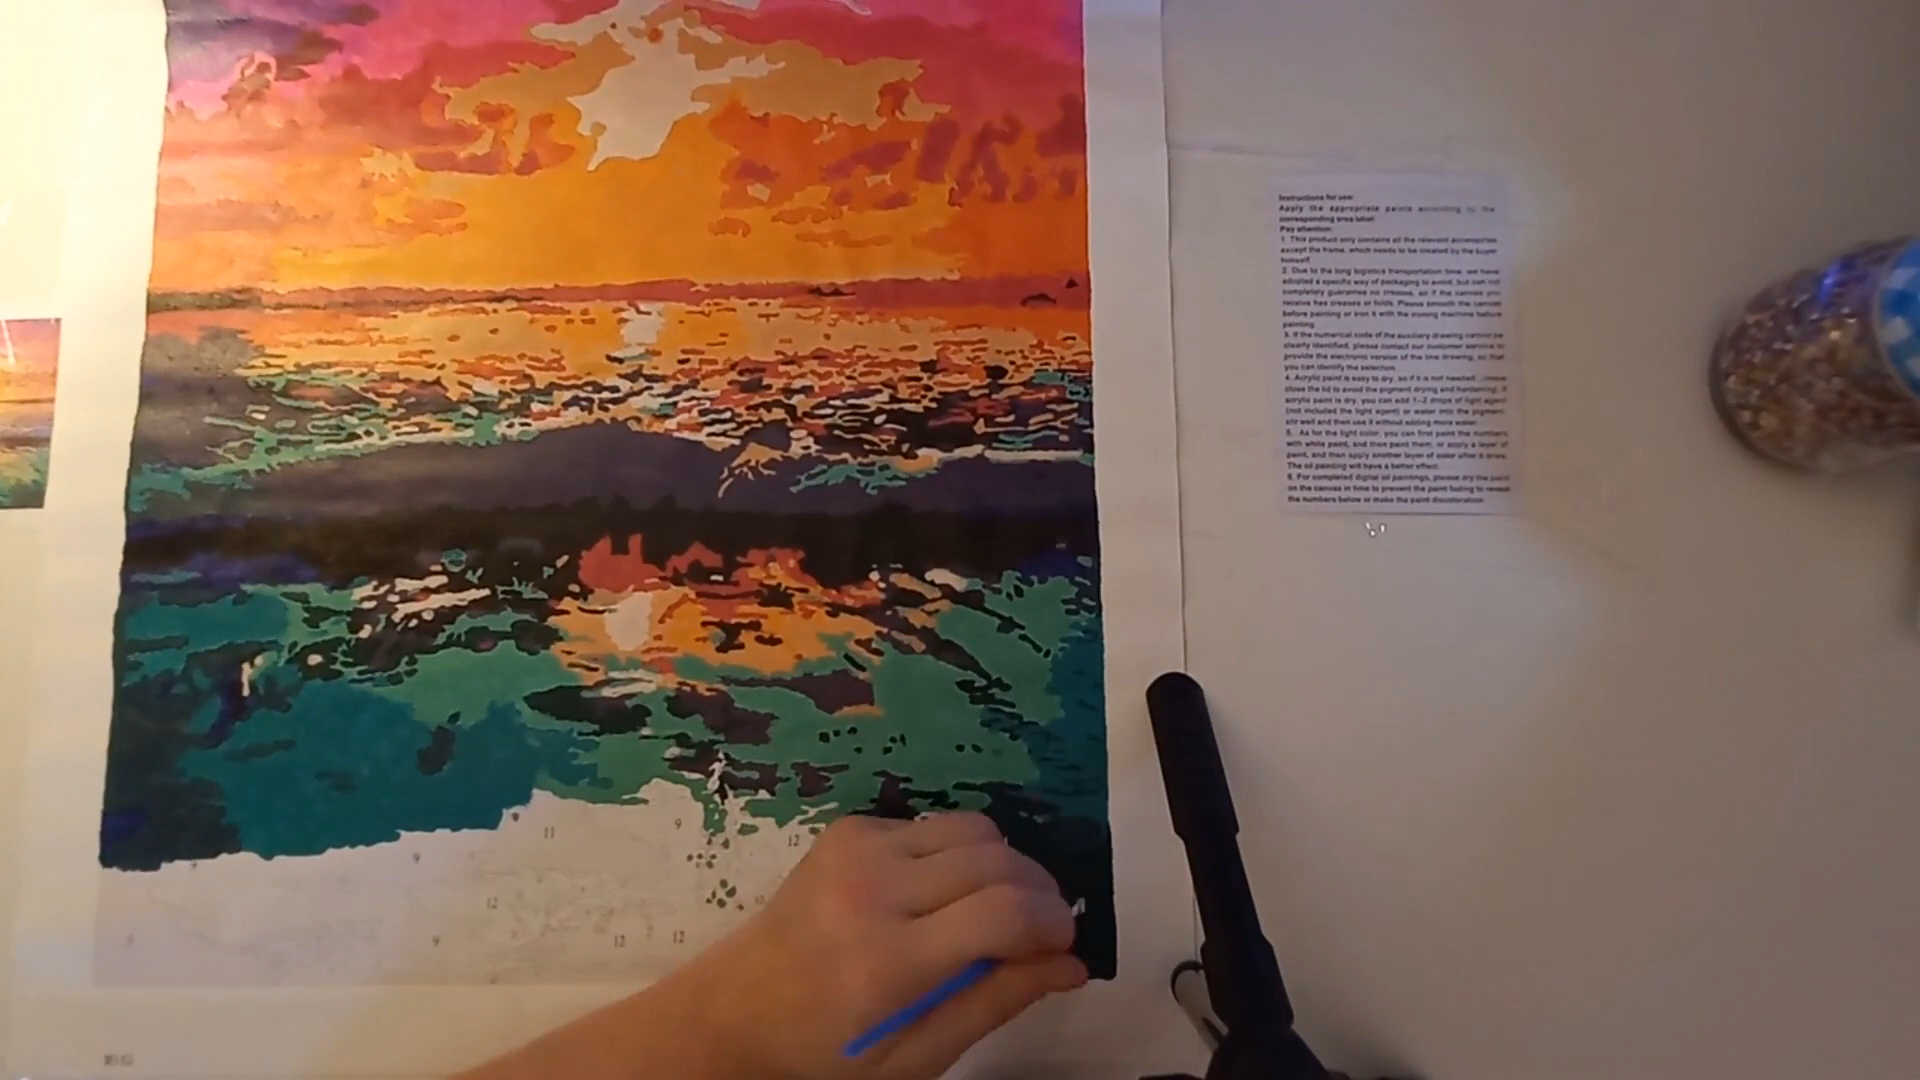 Instructions for use:
Apply the appropriate paints according to the
corresponding area label
Pay attention:
1. This product only contains all the relevant accessories
except the frame, which needs to be created by the buyer
himself.
2. Due to the long logistics transportation time, we have
adopted a specific way of packaging to avoid, but can not
completely guarantee no creases, so if the canvas you
receive has creases or folds, Please smooth the canvas
before painting or iron it with the ironing machine before
painting.
3. If the numerical code of the auxiliary drawing cannot be
clearly identified, please contact our customer service to
provide the electronic version of the line drawing, so that
you can identify the selection.
4. Acrylic paint is easy to dry, so if it is not needed, please
close the lid to avoid the pigment drying and hardening. If
acrylic paint is dry, you can add 1-2 drops of light agent
(not included the light agent) or water into the pigment,
stir well and then use it without adding more water.
5. As for the light color, you can first paint the numbers
with white paint, and then paint them, or apply a layer of
paint, and then apply another layer of color after it dries.
The oil painting will have a better effect.
6. For completed digital oil paintings, please dry the paint
on the canvas in time to prevent the paint fading to reveal
the numbers below or make the paint discoloration.
11
9
12
9
12
9
12
12